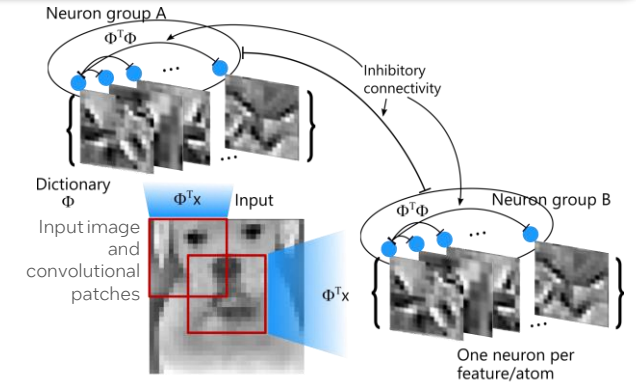 Neuron group A
ΦᵀΦ
...
Inhibitory
connectivity
{ }
...
Dictionary
Φ
Φᵀx
Input
Input image
and
convolutional
patches
Φᵀx
Neuron group B
ΦᵀΦ
...
{ }
...
One neuron per
feature/atom